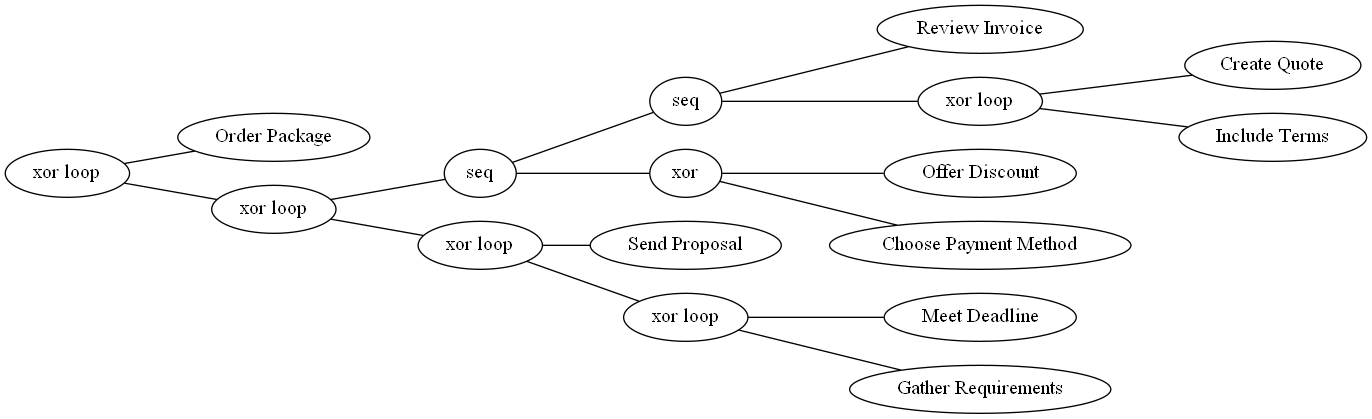 Review Invoice
Create Quote
seq
xor loop
Order Package
Include Terms
xor loop
seq
xor
Offer Discount
xor loop
xor loop
Send Proposal
Choose Payment Method
xor loop
Meet Deadline
Gather Requirements